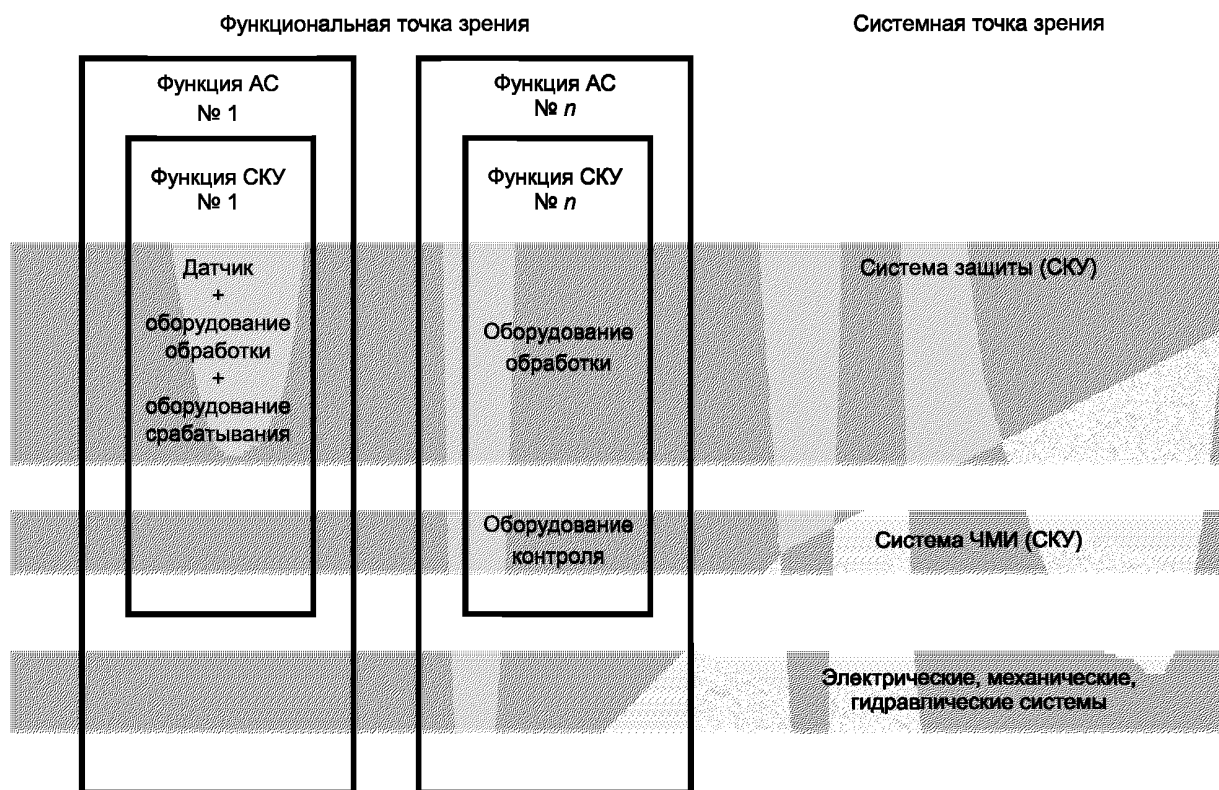 Функциональная точка зрения
Системная точка зрения
Функция АС
№ 1
Функция АС
№ n
Функция СКУ
№ 1
Функция СКУ
№ n
Датчик
+
оборудование
обработки
+
оборудование
срабатывания
Оборудование
обработки
Система защиты (СКУ)
Оборудование
контроля
Система ЧМИ (СКУ)
Электрические, механические,
гидравлические системы